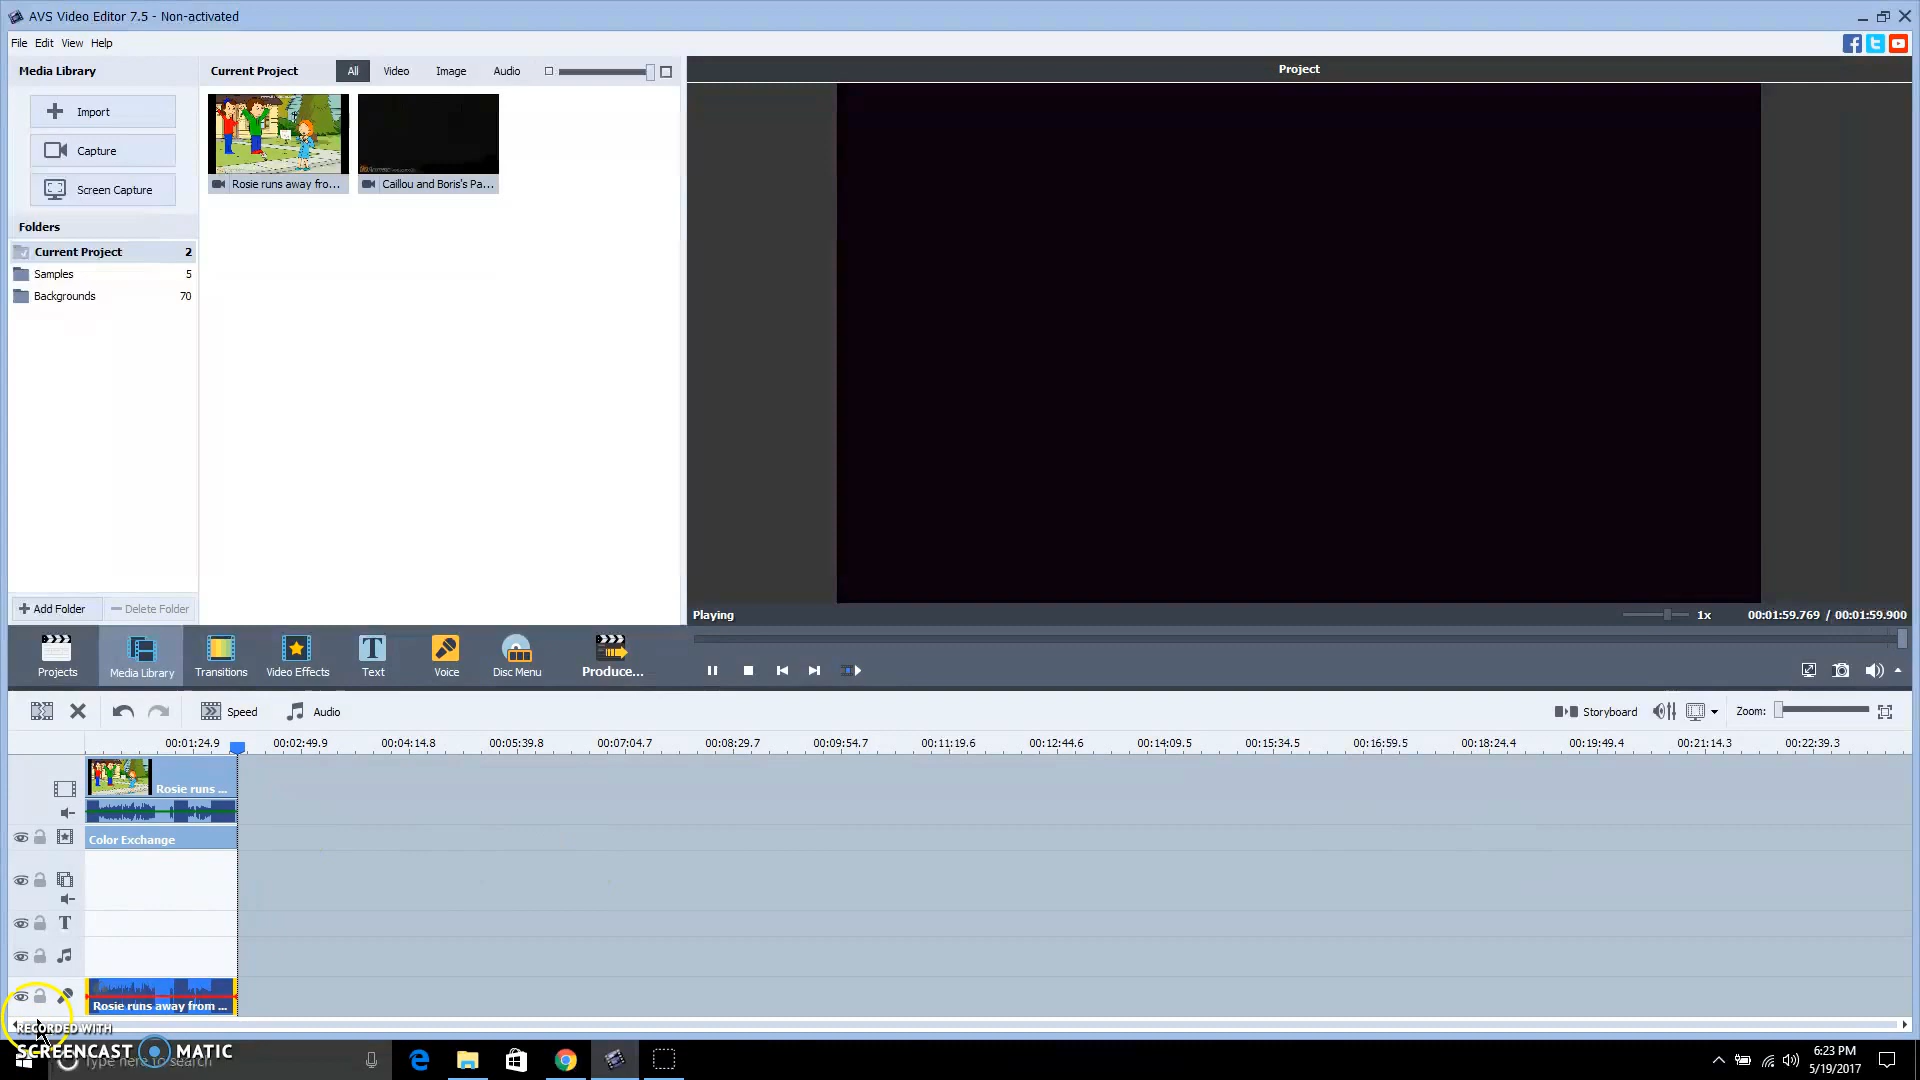 AVS Video Editor 7.5 - Non-activated
File Edit View Help
Media Library
Current Project All Video Image Audio
Project
Import
Capture
Screen Capture
Rosie runs away fro...
Caillou and Boris's Pa...
Folders
Current Project 2
Samples 5
Backgrounds 70
Add Folder Delete Folder
Playing 1x 00:01:59.769 / 00:01:59.900
Projects Media Library Transitions Video Effects Text Voice Disc Menu Produce...
Speed Audio Storyboard Zoom:
00:01:24.9 00:02:49.9 00:04:14.8 00:05:39.8 00:07:04.7 00:08:29.7 00:09:54.7 00:11:19.6 00:12:44.6 00:14:09.5 00:15:34.5 00:16:59.5 00:18:24.4 00:19:49.4 00:21:14.3 00:22:39.3
Rosie runs ...
Color Exchange
T
Rosie runs away from ...
RECORDED WITH
SCREENCAST MATIC
Type here to search
6:23 PM
5/19/2017